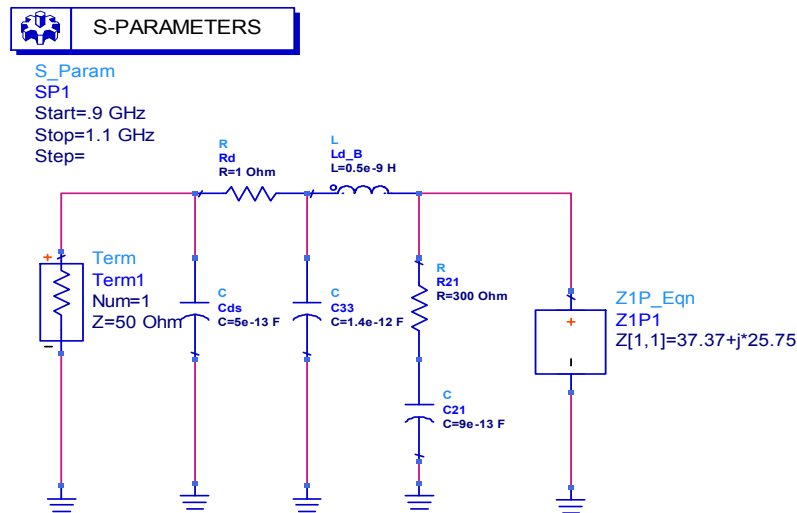 S-PARAMETERS
S_Param
SP1
Start=.9 GHz
Stop=1.1 GHz
Step=
R
Rd
R=1 Ohm
L
Ld_B
L=0.5e-9 H
Term
Term1
Num=1
Z=50 Ohm
C
Cds
C=5e-13 F
C
C33
C=1.4e-12 F
R
R21
R=300 Ohm
C
C21
C=9e-13 F
Z1P_Eqn
Z1P1
Z[1,1]=37.37+j*25.75